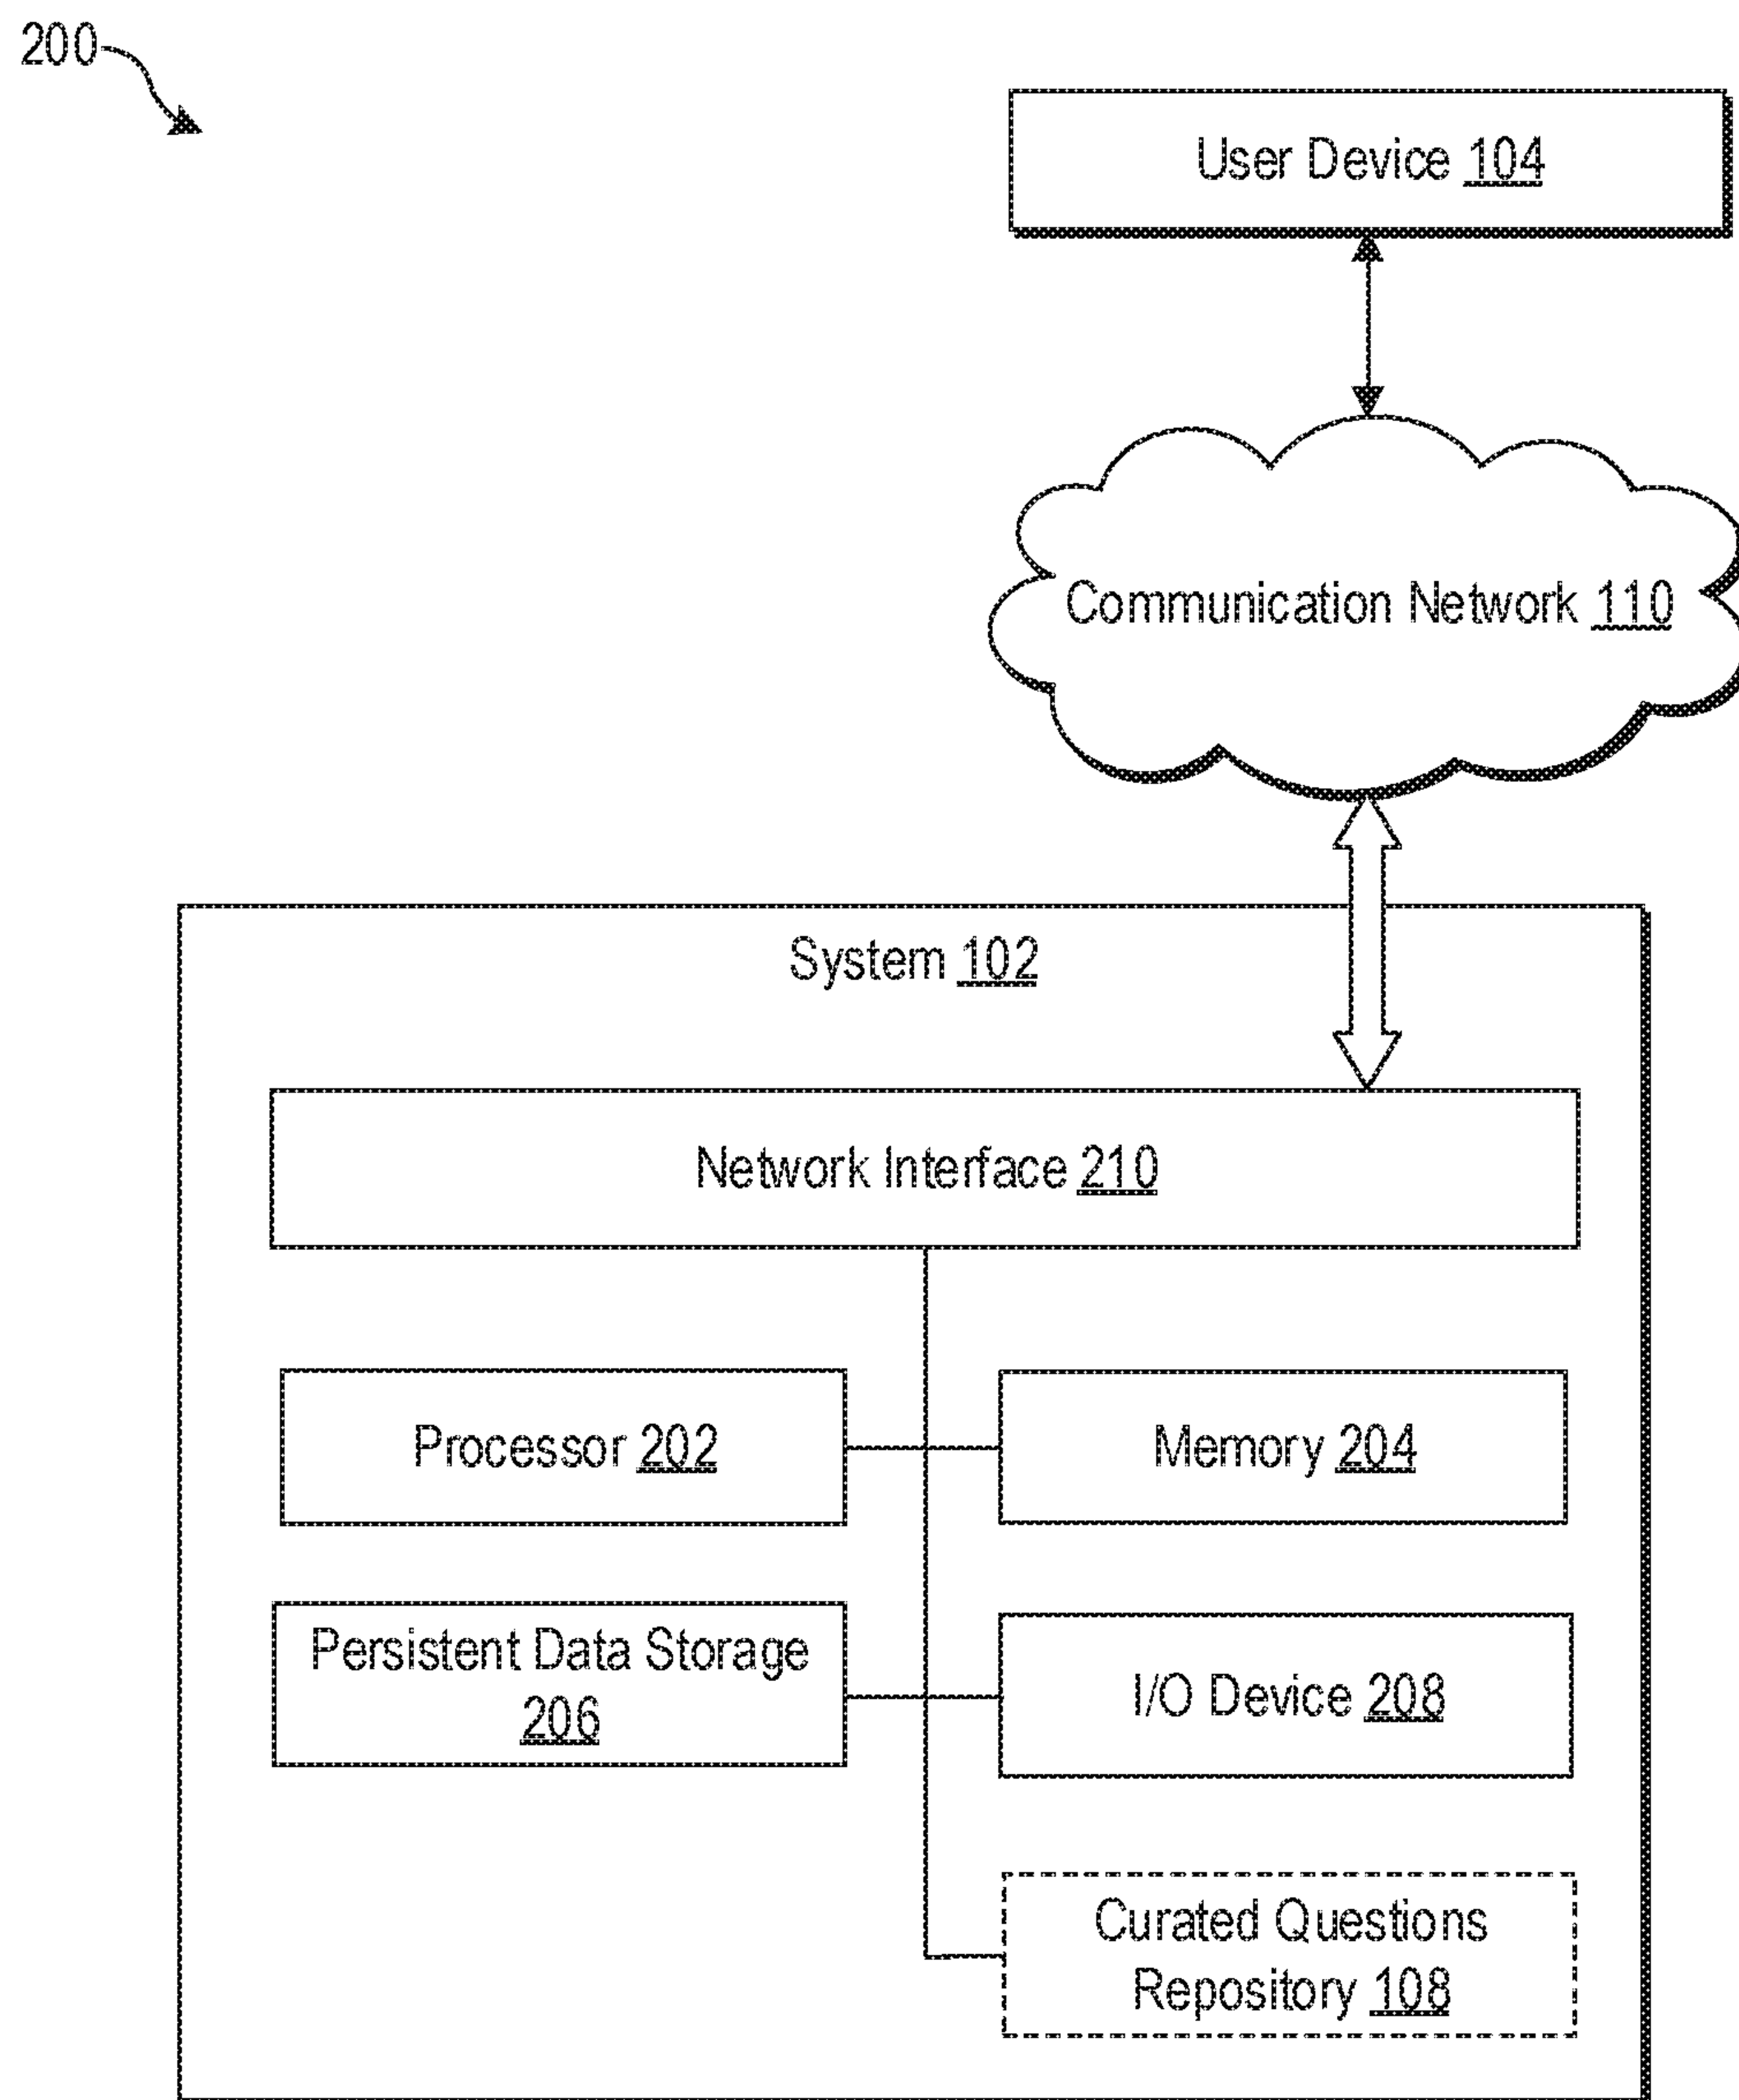 200
User Device 104
Communication Network 110
System 102
Network Interface 210
Processor 202
Memory 204
Persistent Data Storage
206
I/O Device 208
Curated Questions
Repository 108